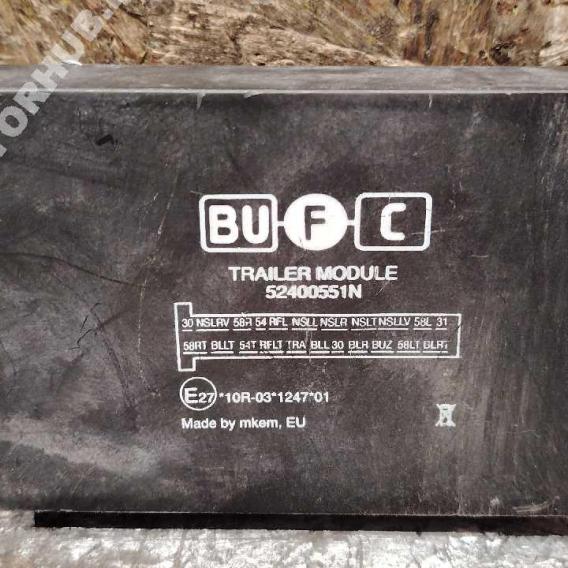 TORHUB.
BU F C
TRAILER MODULE
52400551N
30 NSLRV 58R 54 RFL NSLL NSLR NSLT NSLLV 58L 31
58RT BLLT 54T RFLT TRA BLL 30 BLR BUZ 58LT BLRT
E27 *10R-03*1247*01
Made by mkem, EU